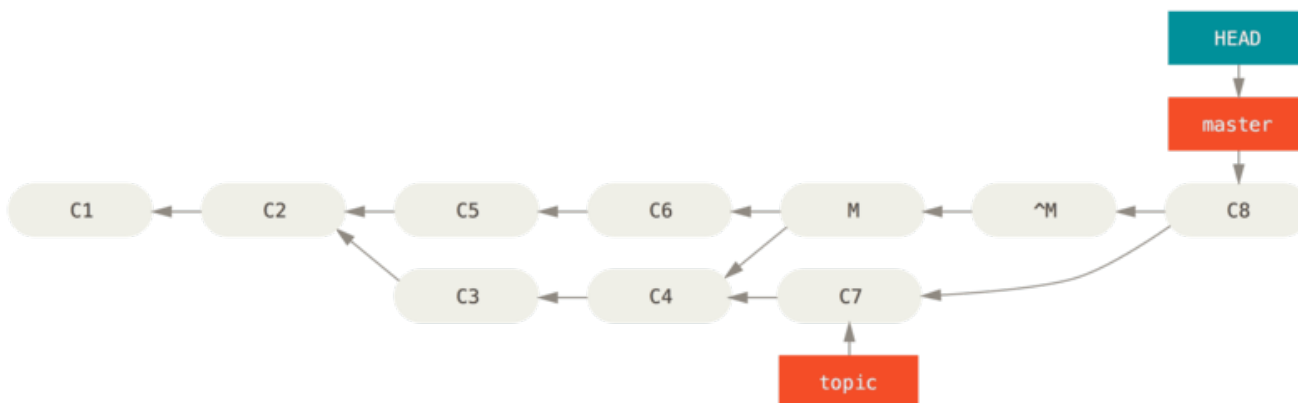 HEAD
master
C1 C2 C5 C6 M ^M C8
C3 C4 C7
topic